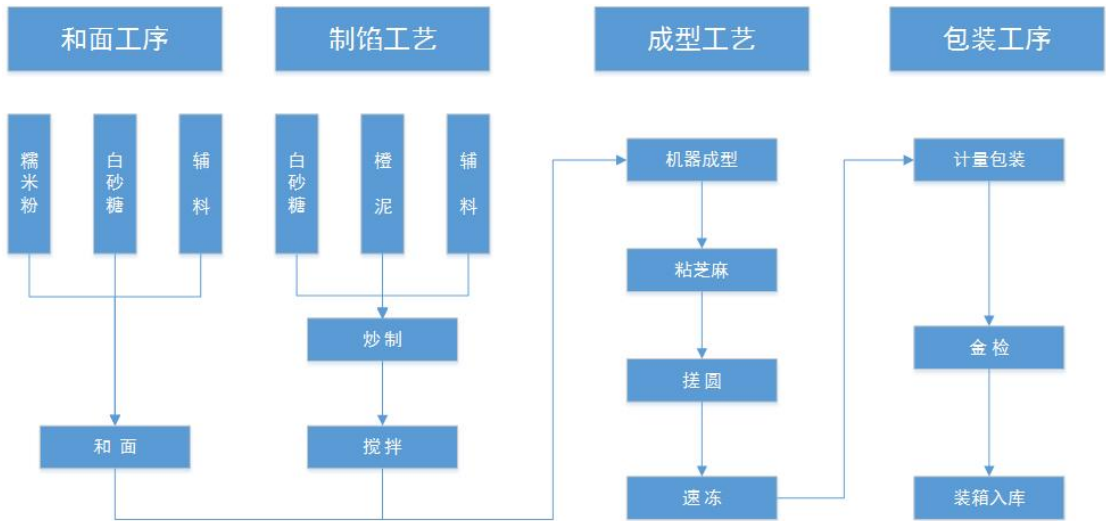 和面工序
制馅工艺
成型工艺
包装工序
糯米粉
白砂糖
辅料
白砂糖
橙泥
辅料
机器成型
计量包装
粘芝麻
炒制
金检
搓圆
和面
搅拌
速冻
装箱入库